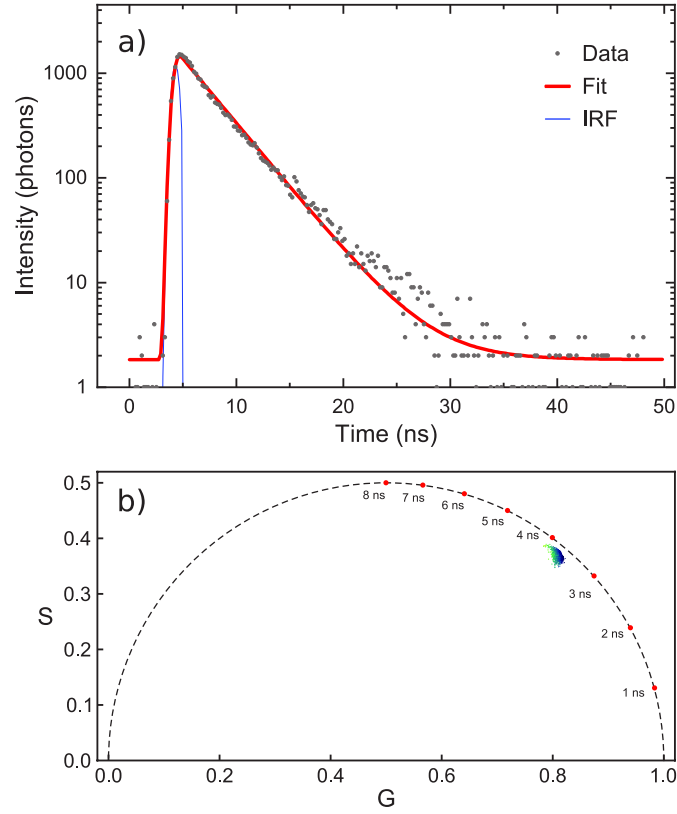 a)
Data
Fit
IRF
1000
100
10
1
Intensity (photons)
0 10 20 30 40 50
Time (ns)
b)
0.5
0.4
0.3
0.2
0.1
0.0
S
8 ns
7 ns
6 ns
5 ns
4 ns
3 ns
2 ns
1 ns
0.0 0.2 0.4 0.6 0.8 1.0
G